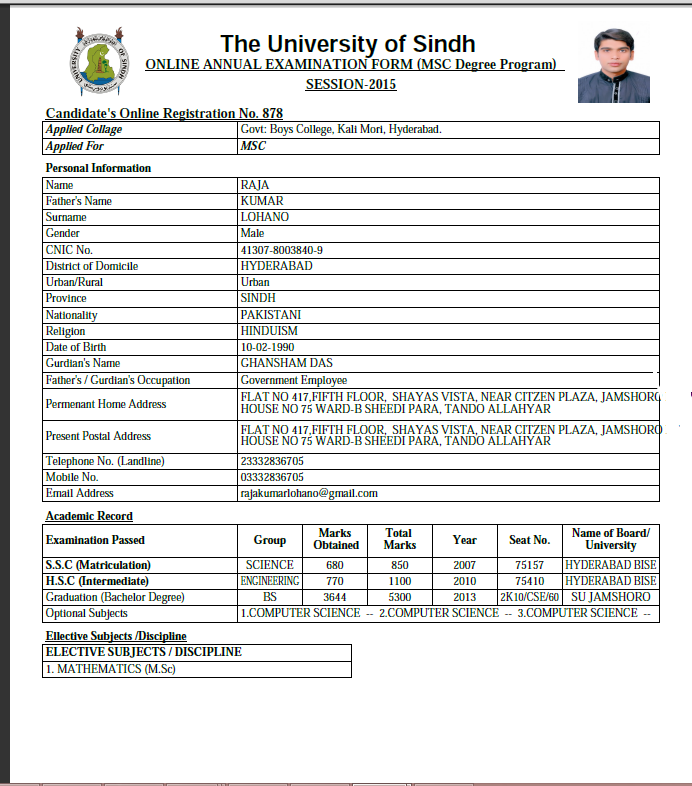 The University of Sindh
ONLINE ANNUAL EXAMINATION FORM (MSC Degree Program)
SESSION-2015
UNIVERSITY OF SINDH
Candidate's Online Registration No. 878
Applied Collage Govt: Boys College, Kali Mori, Hyderabad.
Applied For MSC
Personal Information
Name RAJA
Father's Name KUMAR
Surname LOHANO
Gender Male
CNIC No. 41307-8003840-9
District of Domicile HYDERABAD
Urban/Rural Urban
Province SINDH
Nationality PAKISTANI
Religion HINDUISM
Date of Birth 10-02-1990
Gurdian's Name GHANSHAM DAS
Father's / Gurdian's Occupation Government Employee
Permenant Home Address FLAT NO 417,FIFTH FLOOR, SHAYAS VISTA, NEAR CITZEN PLAZA, JAMSHORO
HOUSE NO 75 WARD-B SHEEDI PARA, TANDO ALLAHYAR
Present Postal Address FLAT NO 417,FIFTH FLOOR, SHAYAS VISTA, NEAR CITZEN PLAZA, JAMSHORO
HOUSE NO 75 WARD-B SHEEDI PARA, TANDO ALLAHYAR
Telephone No. (Landline) 23332836705
Mobile No. 03332836705
Email Address rajakumarlohano@gmail.com
Academic Record
Examination Passed Group Marks Obtained Total Marks Year Seat No. Name of Board/ University
S.S.C (Matriculation) SCIENCE 680 850 2007 75157 HYDERABAD BISE
H.S.C (Intermediate) ENGINEERING 770 1100 2010 75410 HYDERABAD BISE
Graduation (Bachelor Degree) BS 3644 5300 2013 2K10/CSE/60 SU JAMSHORO
Optional Subjects 1.COMPUTER SCIENCE -- 2.COMPUTER SCIENCE -- 3.COMPUTER SCIENCE --
Ellective Subjects /Discipline
ELECTIVE SUBJECTS / DISCIPLINE
1. MATHEMATICS (M.Sc)